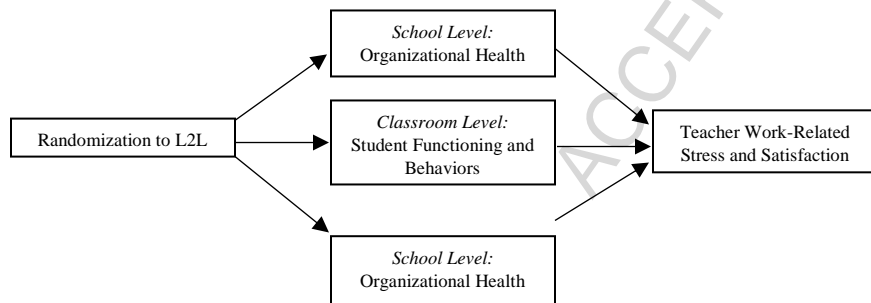 School Level:
Organizational Health
Randomization to L2L
Classroom Level:
Student Functioning and
Behaviors
Teacher Work-Related
Stress and Satisfaction
School Level:
Organizational Health
ACCE